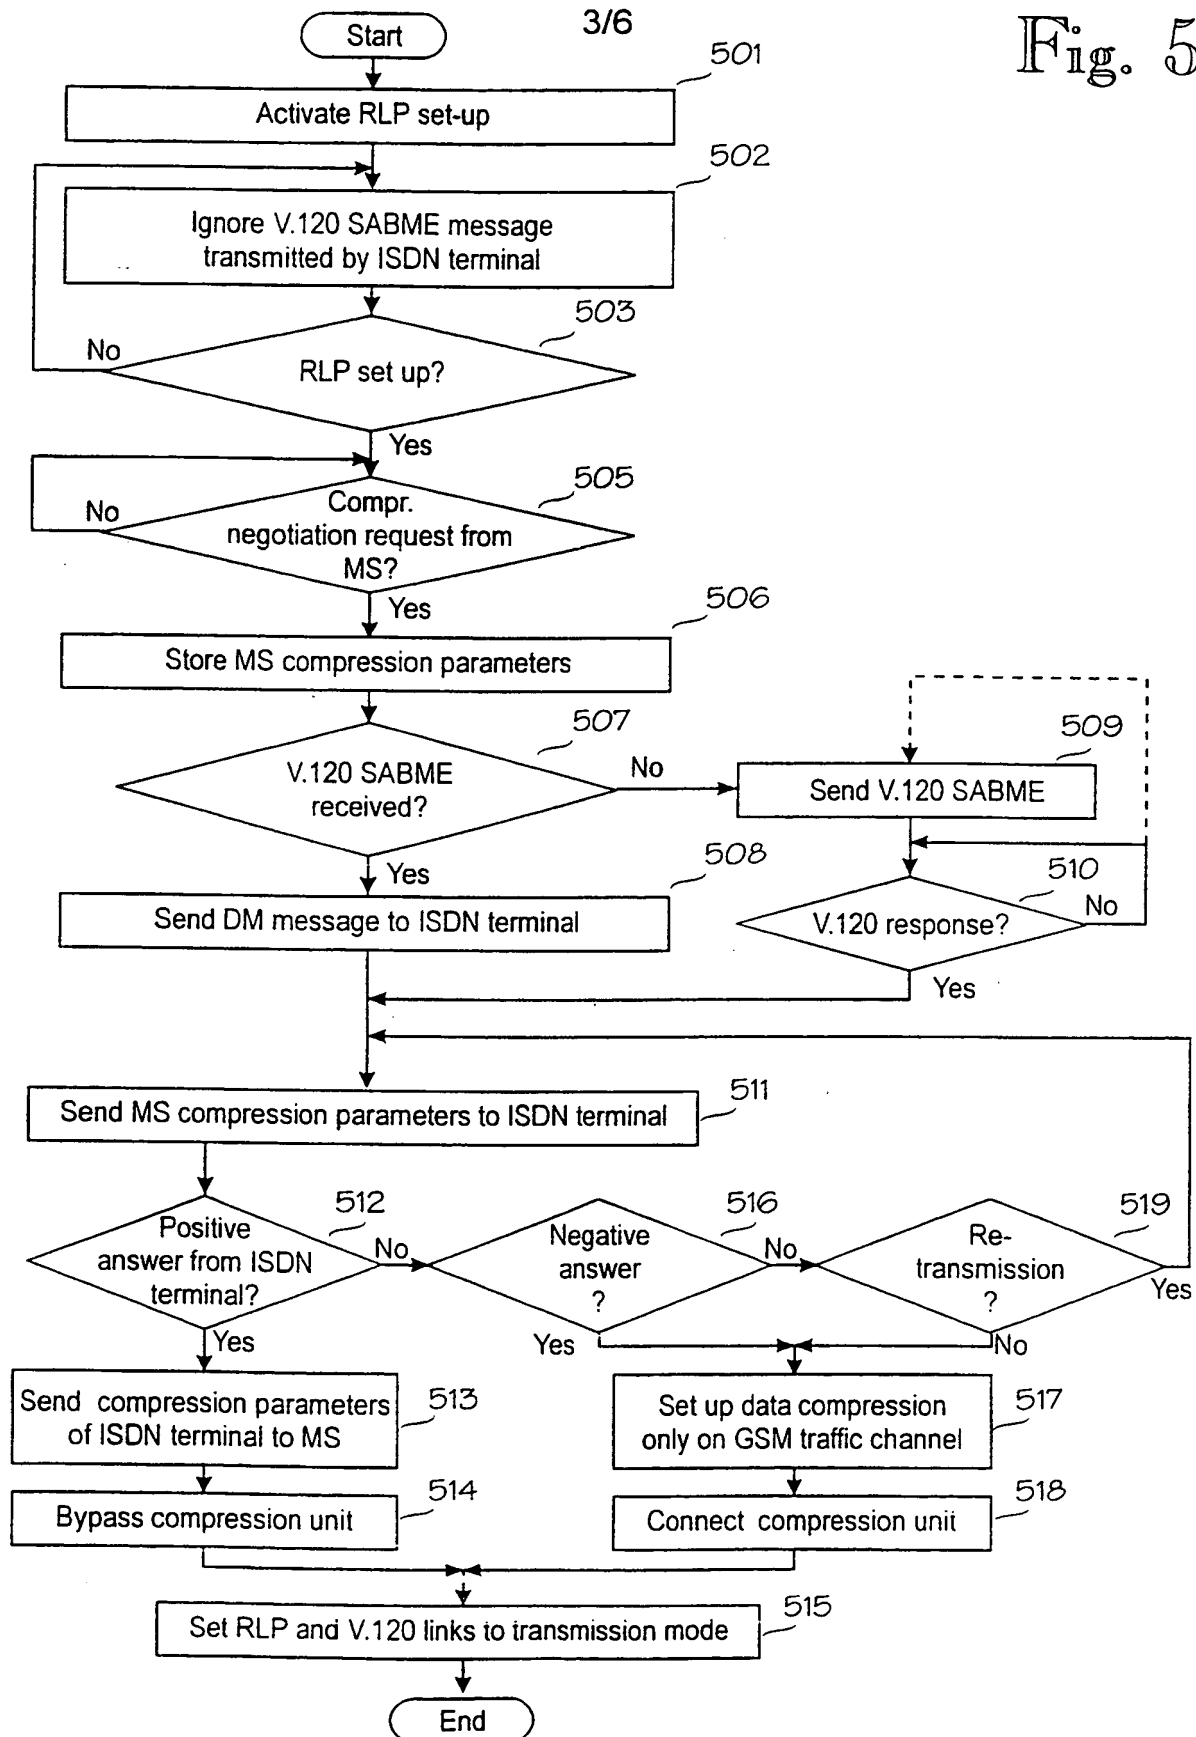 3/6
Fig. 5
Start
501
Activate RLP set-up
502
Ignore V.120 SABME message
transmitted by ISDN terminal
503
No
RLP set up?
Yes
505
No
Compr.
negotiation request from
MS?
Yes
506
Store MS compression parameters
507
V.120 SABME
received?
No
509
Send V.120 SABME
Yes
508
Send DM message to ISDN terminal
510
V.120 response?
No
Yes
511
Send MS compression parameters to ISDN terminal
512
Positive
answer from ISDN
terminal?
No
516
Negative
answer
?
No
519
Re-
transmission
?
Yes
Yes
Yes
No
513
Send compression parameters
of ISDN terminal to MS
517
Set up data compression
only on GSM traffic channel
514
Bypass compression unit
518
Connect compression unit
515
Set RLP and V.120 links to transmission mode
End